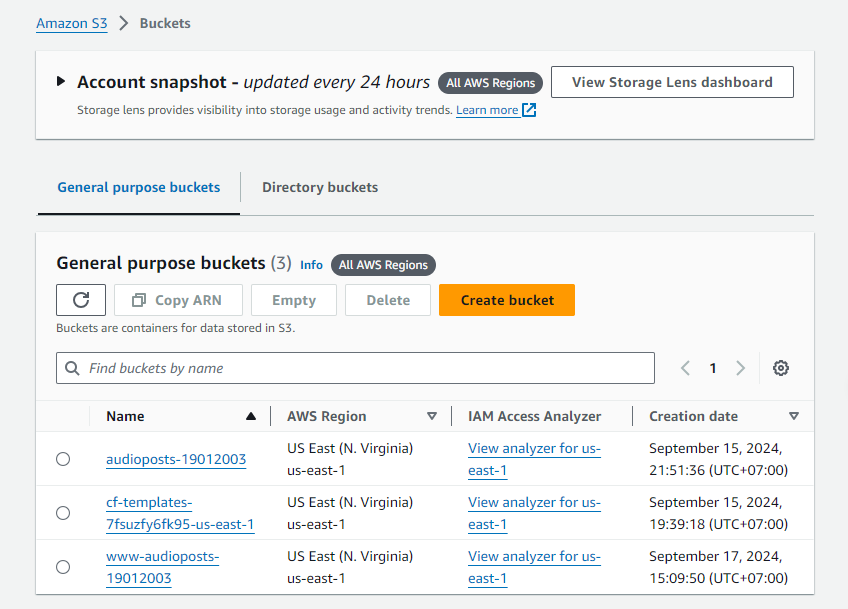 Amazon S3 > Buckets
Account snapshot - updated every 24 hours All AWS Regions View Storage Lens dashboard
Storage lens provides visibility into storage usage and activity trends. Learn more
General purpose buckets Directory buckets
General purpose buckets (3) Info All AWS Regions
Copy ARN Empty Delete Create bucket
Buckets are containers for data stored in S3.
Find buckets by name 1
Name AWS Region IAM Access Analyzer Creation date
audioposts-19012003
US East (N. Virginia)
us-east-1
View analyzer for us-
east-1
September 15, 2024,
21:51:36 (UTC+07:00)
cf-templates-
7fsuzfy6fk95-us-east-1
US East (N. Virginia)
us-east-1
View analyzer for us-
east-1
September 15, 2024,
19:39:18 (UTC+07:00)
www-audioposts-
19012003
US East (N. Virginia)
us-east-1
View analyzer for us-
east-1
September 17, 2024,
15:09:50 (UTC+07:00)